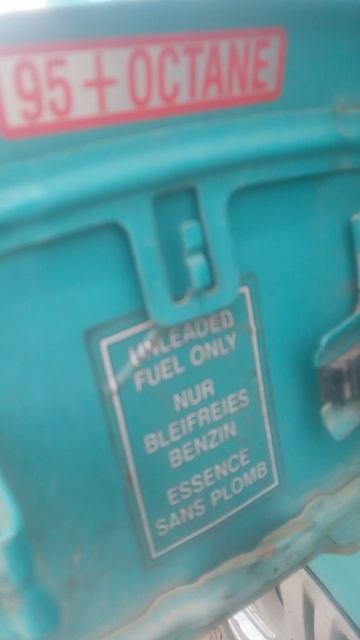 95+OCTANE
UNLEADED
FUEL ONLY
NUR
BLEIFREIES
BENZIN
ESSENCE
SANS PLOMB